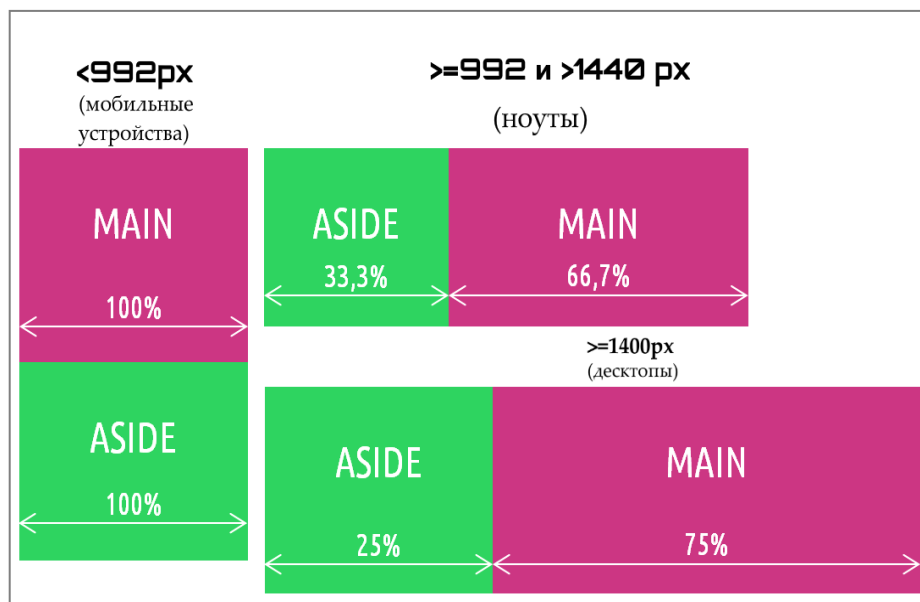 <992px
(мобильные
устройства)
MAIN
100%
ASIDE
100%
>=992 и >1440 px
(ноуты)
ASIDE MAIN
33,3% 66,7%
>=1400px
(десктопы)
ASIDE MAIN
25% 75%